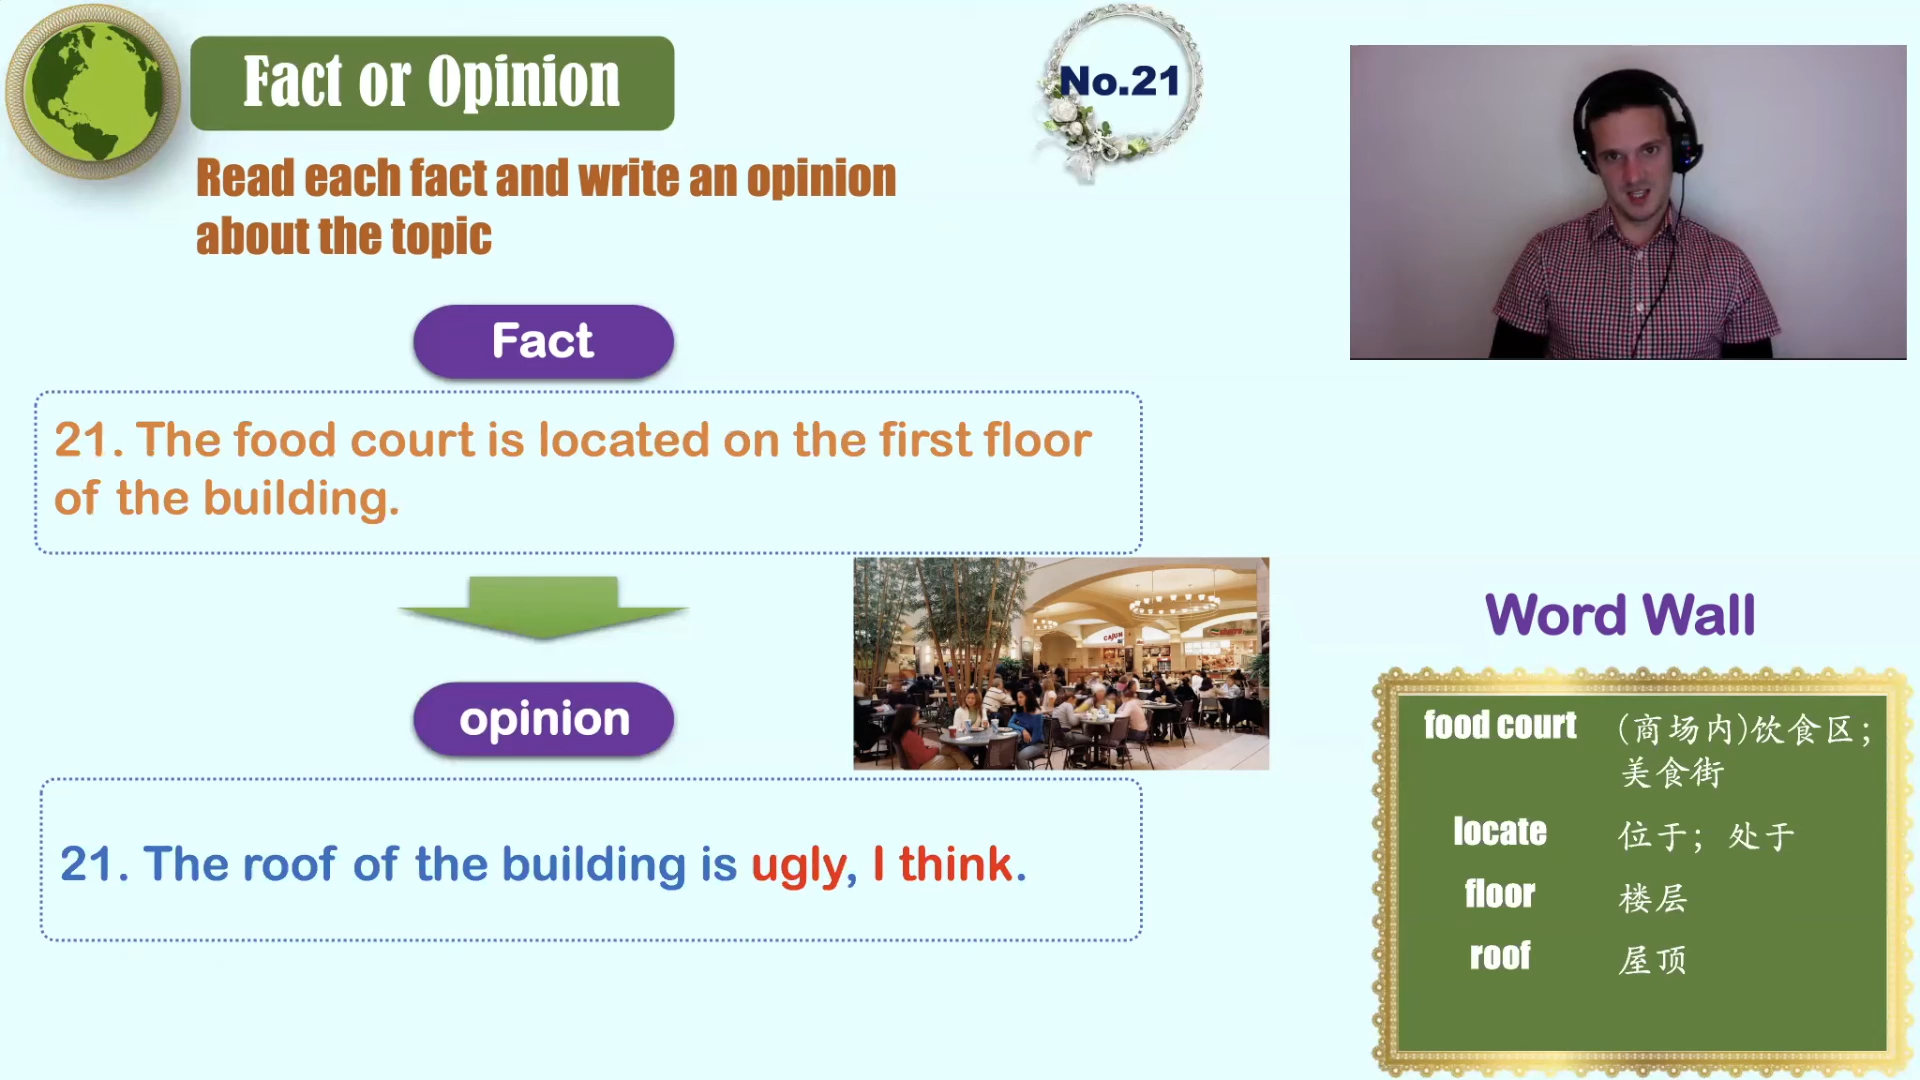 Fact or Opinion
No.21
Read each fact and write an opinion
about the topic
Fact
21. The food court is located on the first floor
of the building.
CAJUN
opinion
21. The roof of the building is ugly, I think.
Word Wall
food court (商场内)饮食区;
美食街
locate 位于; 处于
floor 楼层
roof 屋顶